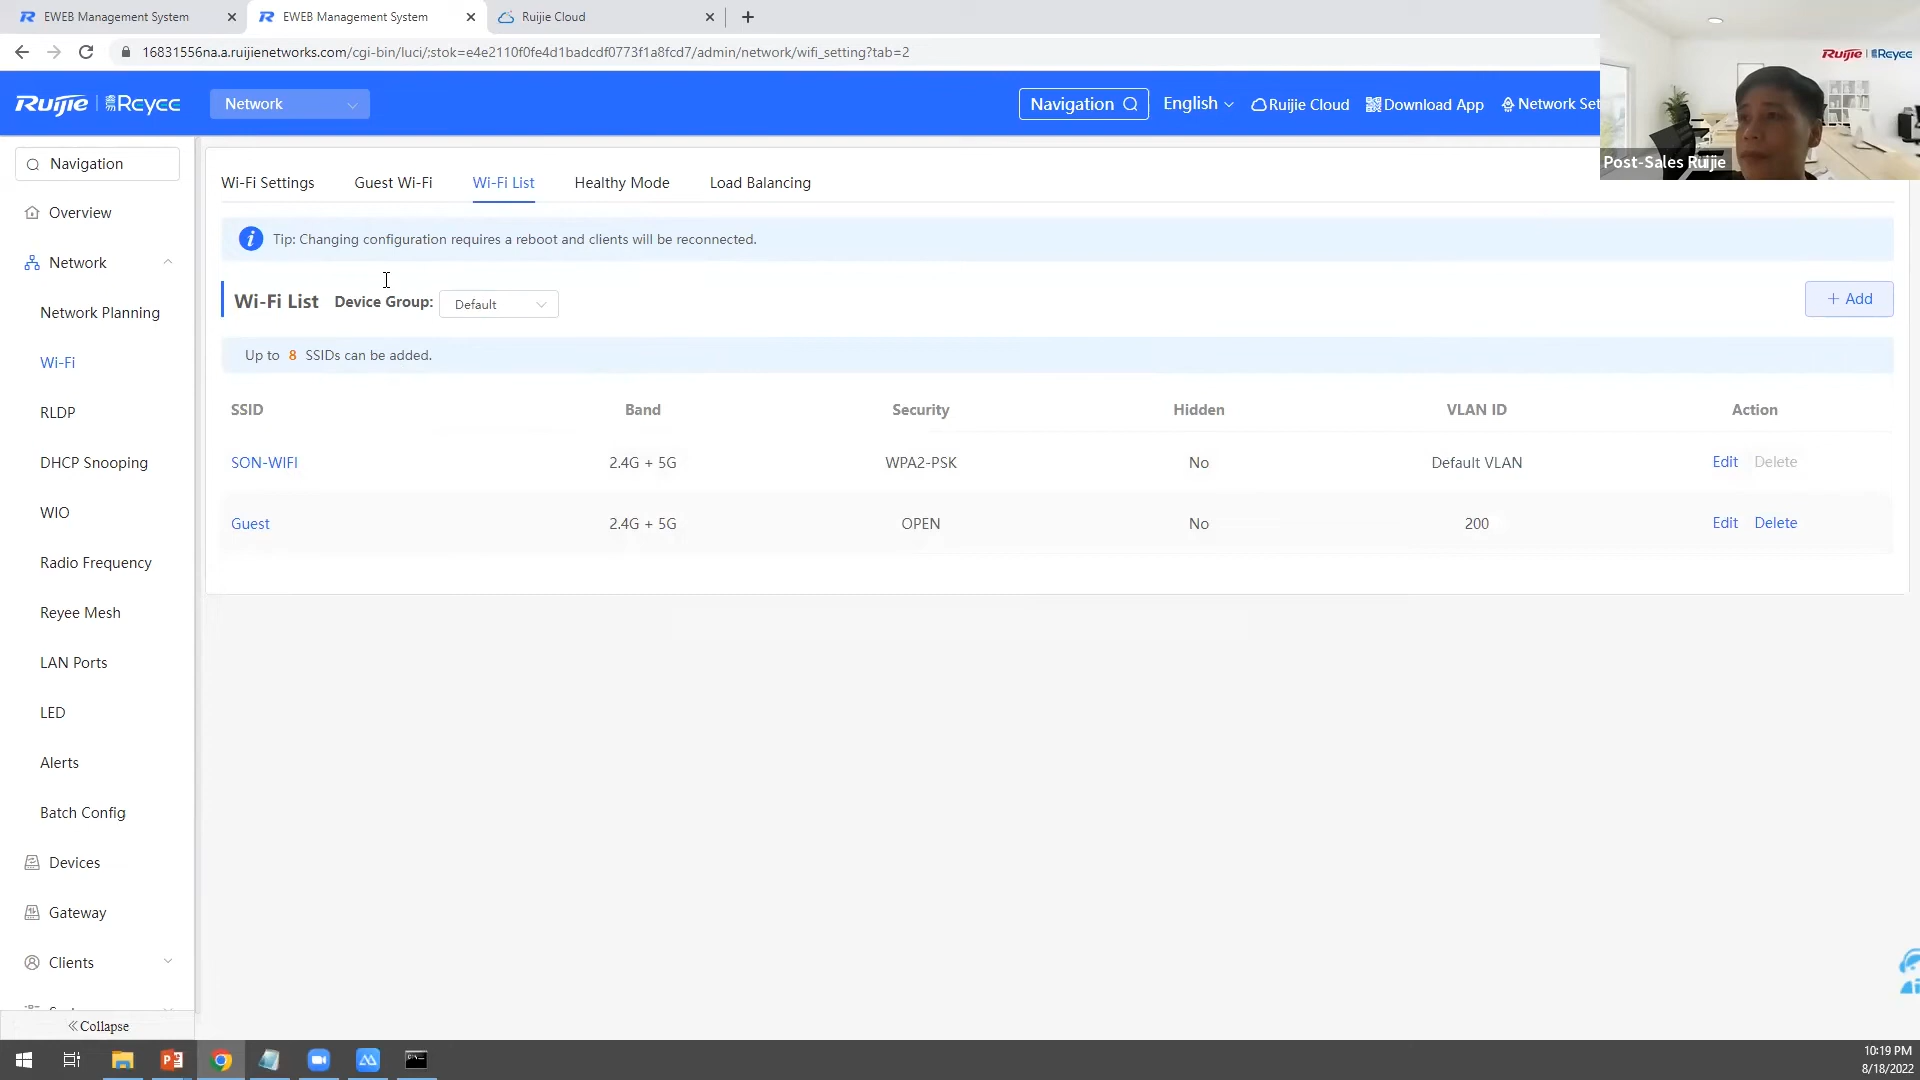 EWEB Management System
EWEB Management System
Ruijie Cloud
16831556na.a.ruijienetworks.com/cgi-bin/luci/;stok=e4e2110f0fe4d1badcdf0773f1a8fcd7/admin/network/wifi_setting?tab=2
Ruijie | Reyee
Network
Navigation
English
Ruijie Cloud
Download App
Network Set
Ruijie | Reyee
Post-Sales Ruijie
Navigation
Overview
Network
Network Planning
Wi-Fi
RLDP
DHCP Snooping
WIO
Radio Frequency
Reyee Mesh
LAN Ports
LED
Alerts
Batch Config
Devices
Gateway
Clients
«Collapse
Wi-Fi Settings Guest Wi-Fi Wi-Fi List Healthy Mode Load Balancing
Tip: Changing configuration requires a reboot and clients will be reconnected.
Wi-Fi List Device Group: Default
+ Add
Up to 8 SSIDs can be added.
SSID Band Security Hidden VLAN ID Action
SON-WIFI 2.4G + 5G WPA2-PSK No Default VLAN Edit Delete
Guest 2.4G + 5G OPEN No 200 Edit Delete
10:19 PM
8/18/2022